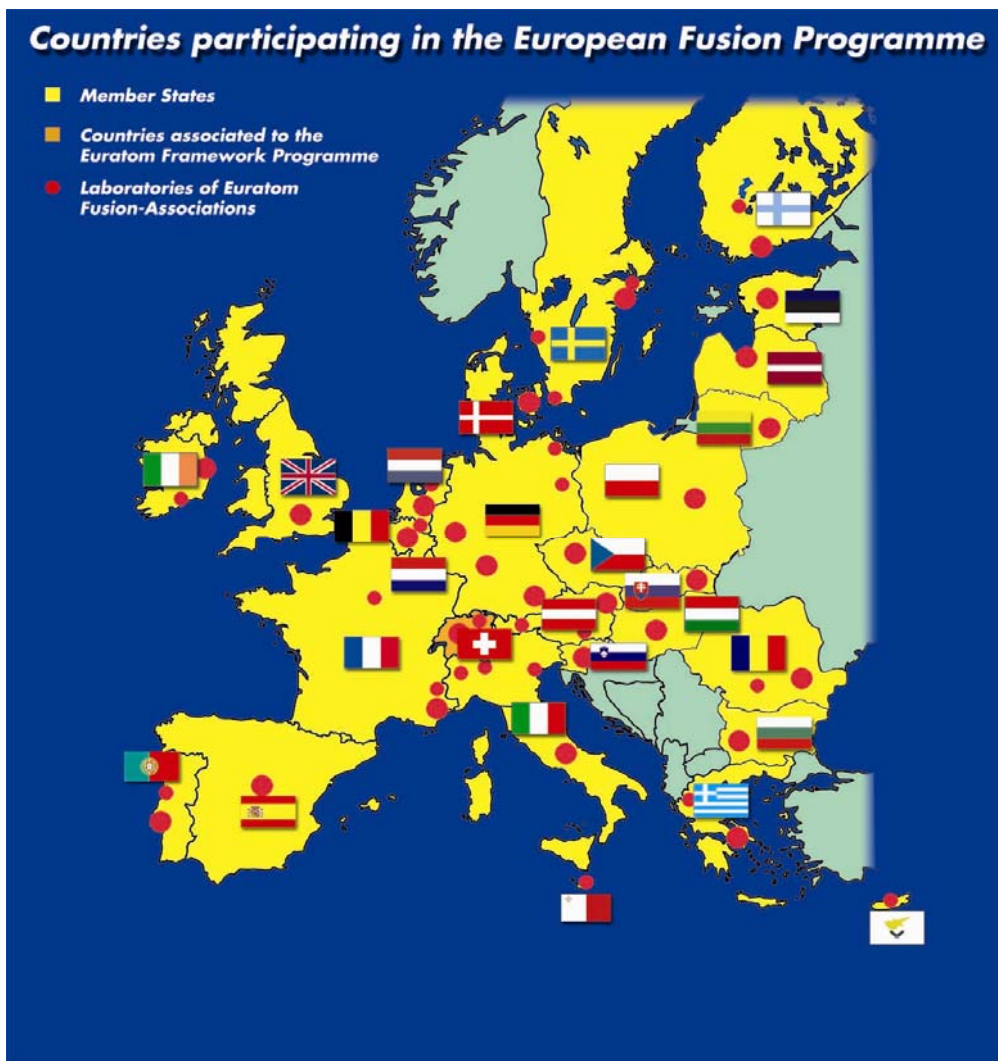 Countries participating in the European Fusion Programme
Member States
Countries associated to the
Euratom Framework Programme
Laboratories of Euratom
Fusion-Associations